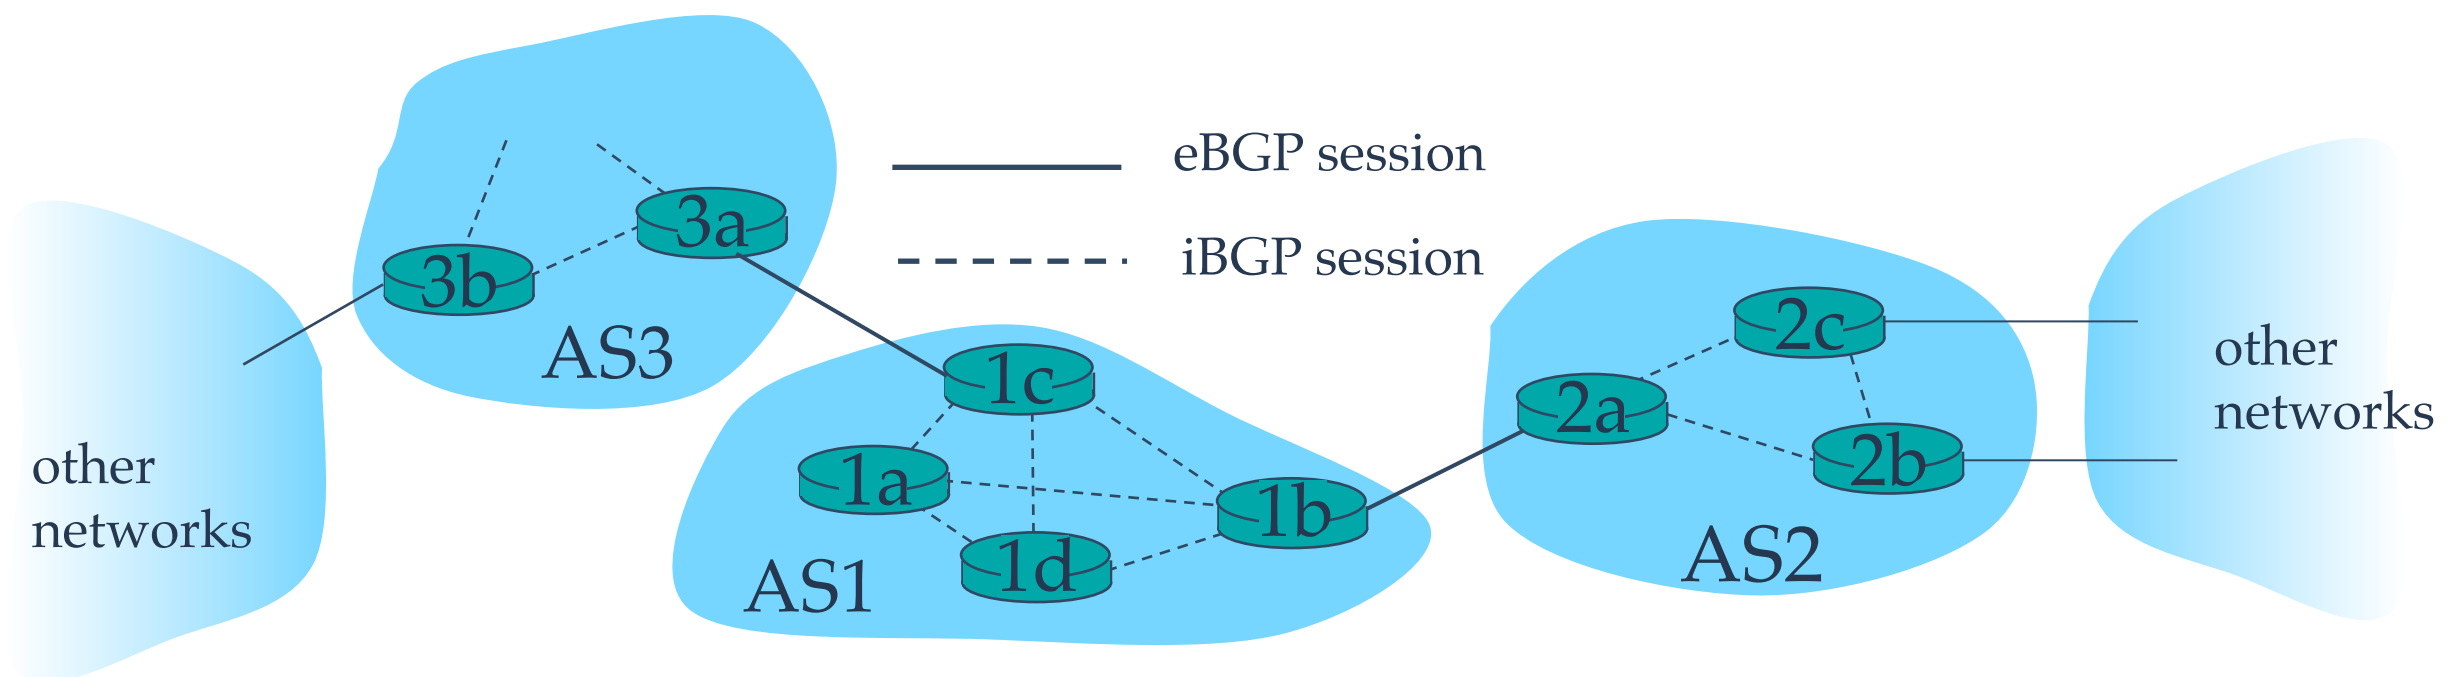 3a
3b
AS3
eBGP session
iBGP session
1c
1a
1b
1d
AS1
2c
2a
2b
AS2
other
networks
other
networks